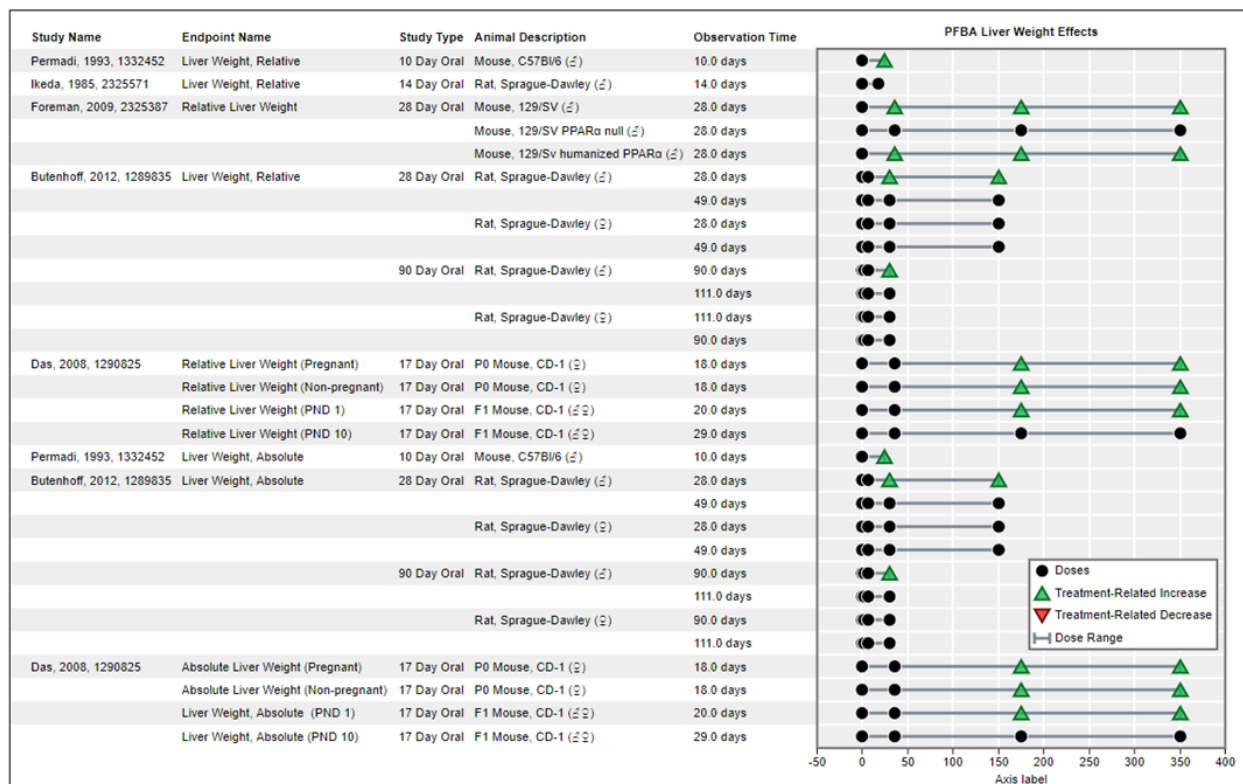 PFBA Liver Weight Effects
Study Name Endpoint Name Study Type Animal Description Observation Time
Permadi, 1993, 1332452 Liver Weight, Relative 10 Day Oral Mouse, C57Bl/6 (♂) 10.0 days
Ikeda, 1985, 2325571 Liver Weight, Relative 14 Day Oral Rat, Sprague-Dawley (♂) 14.0 days
Foreman, 2009, 2325387 Relative Liver Weight 28 Day Oral Mouse, 129/SV (♂) 28.0 days
Mouse, 129/SV PPARα null (♂) 28.0 days
Mouse, 129/Sv humanized PPARα (♂) 28.0 days
Butenhoff, 2012, 1289835 Liver Weight, Relative 28 Day Oral Rat, Sprague-Dawley (♂) 28.0 days
49.0 days
Rat, Sprague-Dawley (♀) 28.0 days
49.0 days
90 Day Oral Rat, Sprague-Dawley (♂) 90.0 days
111.0 days
Rat, Sprague-Dawley (♀) 111.0 days
90.0 days
Das, 2008, 1290825 Relative Liver Weight (Pregnant) 17 Day Oral P0 Mouse, CD-1 (♀) 18.0 days
Relative Liver Weight (Non-pregnant) 17 Day Oral P0 Mouse, CD-1 (♀) 18.0 days
Relative Liver Weight (PND 1) 17 Day Oral F1 Mouse, CD-1 (♂♀) 20.0 days
Relative Liver Weight (PND 10) 17 Day Oral F1 Mouse, CD-1 (♂♀) 29.0 days
Permadi, 1993, 1332452 Liver Weight, Absolute 10 Day Oral Mouse, C57Bl/6 (♂) 10.0 days
Butenhoff, 2012, 1289835 Liver Weight, Absolute 28 Day Oral Rat, Sprague-Dawley (♂) 28.0 days
49.0 days
Rat, Sprague-Dawley (♀) 28.0 days
49.0 days
90 Day Oral Rat, Sprague-Dawley (♂) 90.0 days
111.0 days
Rat, Sprague-Dawley (♀) 90.0 days
111.0 days
Das, 2008, 1290825 Absolute Liver Weight (Pregnant) 17 Day Oral P0 Mouse, CD-1 (♀) 18.0 days
Absolute Liver Weight (Non-pregnant) 17 Day Oral P0 Mouse, CD-1 (♀) 18.0 days
Liver Weight, Absolute (PND 1) 17 Day Oral F1 Mouse, CD-1 (♂♀) 20.0 days
Liver Weight, Absolute (PND 10) 17 Day Oral F1 Mouse, CD-1 (♂♀) 29.0 days
Doses
Treatment-Related Increase
Treatment-Related Decrease
Dose Range
-50 0 50 100 150 200 250 300 350 400
Axis label